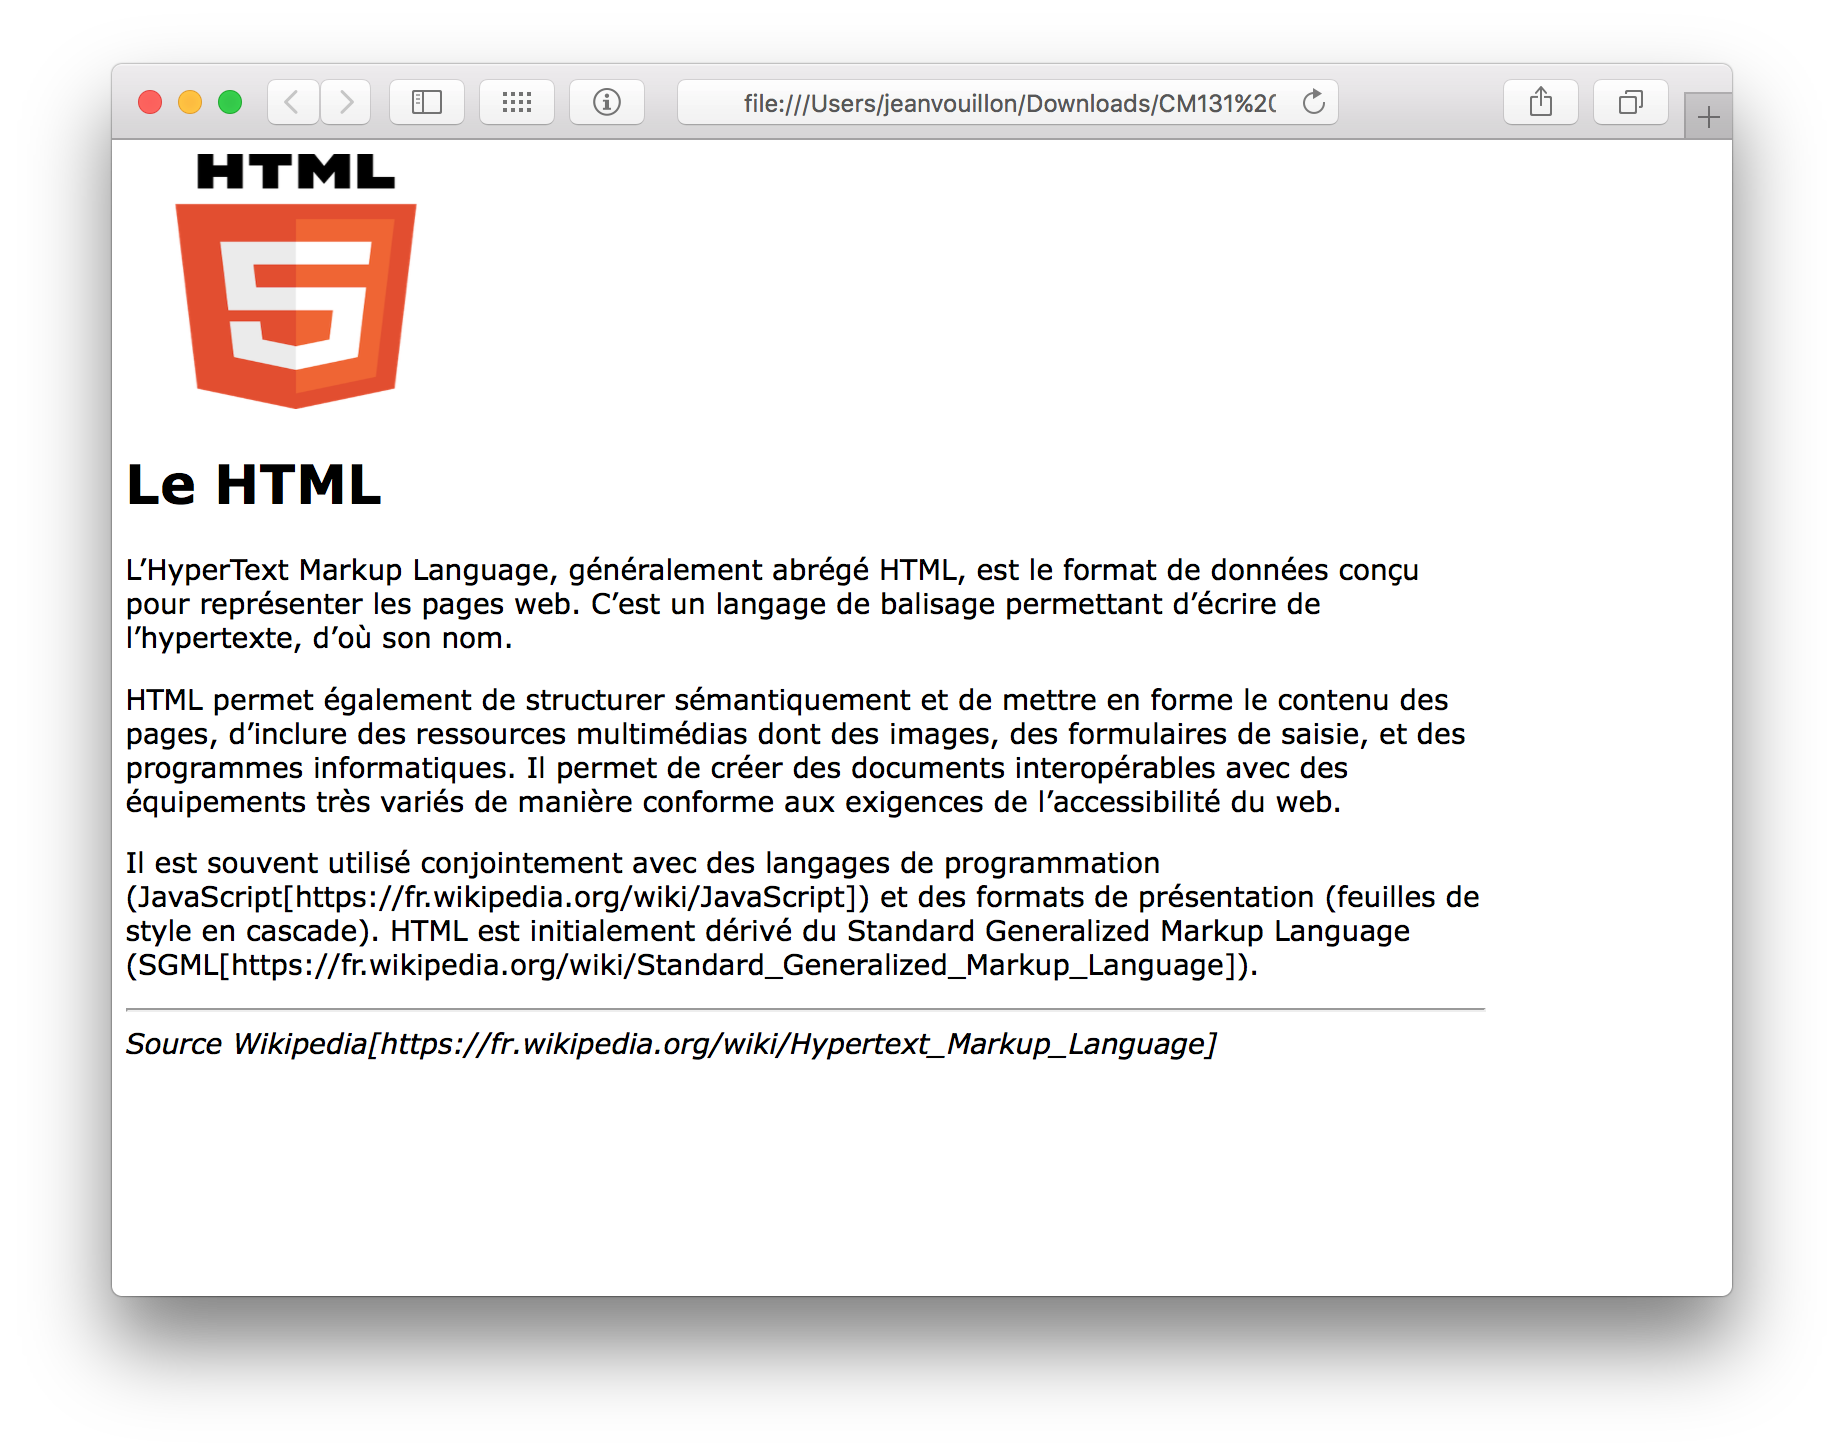 file:///Users/jeanvouillon/Downloads/CM131%2
HTML
5
Le HTML
L’HyperText Markup Language, généralement abrégé HTML, est le format de données conçu
pour représenter les pages web. C’est un langage de balisage permettant d’écrire de
l’hypertexte, d’où son nom.
HTML permet également de structurer sémantiquement et de mettre en forme le contenu des
pages, d’inclure des ressources multimédias dont des images, des formulaires de saisie, et des
programmes informatiques. Il permet de créer des documents interopérables avec des
équipements très variés de manière conforme aux exigences de l’accessibilité du web.
Il est souvent utilisé conjointement avec des langages de programmation
(JavaScript[https://fr.wikipedia.org/wiki/JavaScript]) et des formats de présentation (feuilles de
style en cascade). HTML est initialement dérivé du Standard Generalized Markup Language
(SGML[https://fr.wikipedia.org/wiki/Standard_Generalized_Markup_Language]).
Source Wikipedia[https://fr.wikipedia.org/wiki/Hypertext_Markup_Language]